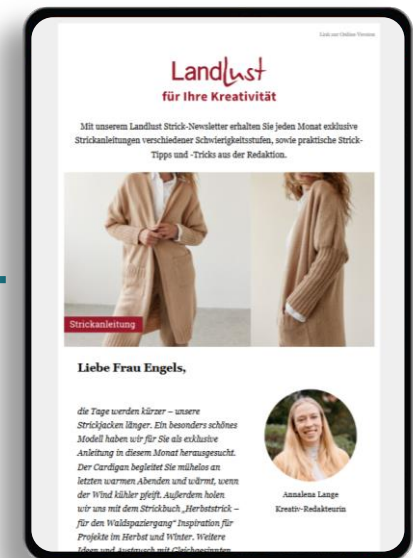 Link zur Online-Version
Landlust
für Ihre Kreativität
Mit unserem Landlust Strick-Newsletter erhalten Sie jeden Monat exklusive
Strickanleitungen verschiedener Schwierigkeitsstufen, sowie praktische Strick-
Tipps und -Tricks aus der Redaktion.
Strickanleitung
Liebe Frau Engels,
die Tage werden kürzer – unsere
Strickjacken länger. Ein besonders schönes
Modell haben wir für Sie als exklusive
Anleitung in diesem Monat herausgesucht.
Der Cardigan begleitet Sie mühelos an
letzten warmen Abenden und wärmt, wenn
der Wind kühler pfeift. Außerdem holen
wir uns mit dem Strickbuch „Herbststrick –
für den Waldspaziergang" Inspiration für
Projekte im Herbst und Winter. Weitere
Ideen und Austausch mit Gleichgesinnten
Annalena Lange
Kreativ-Redakteurin